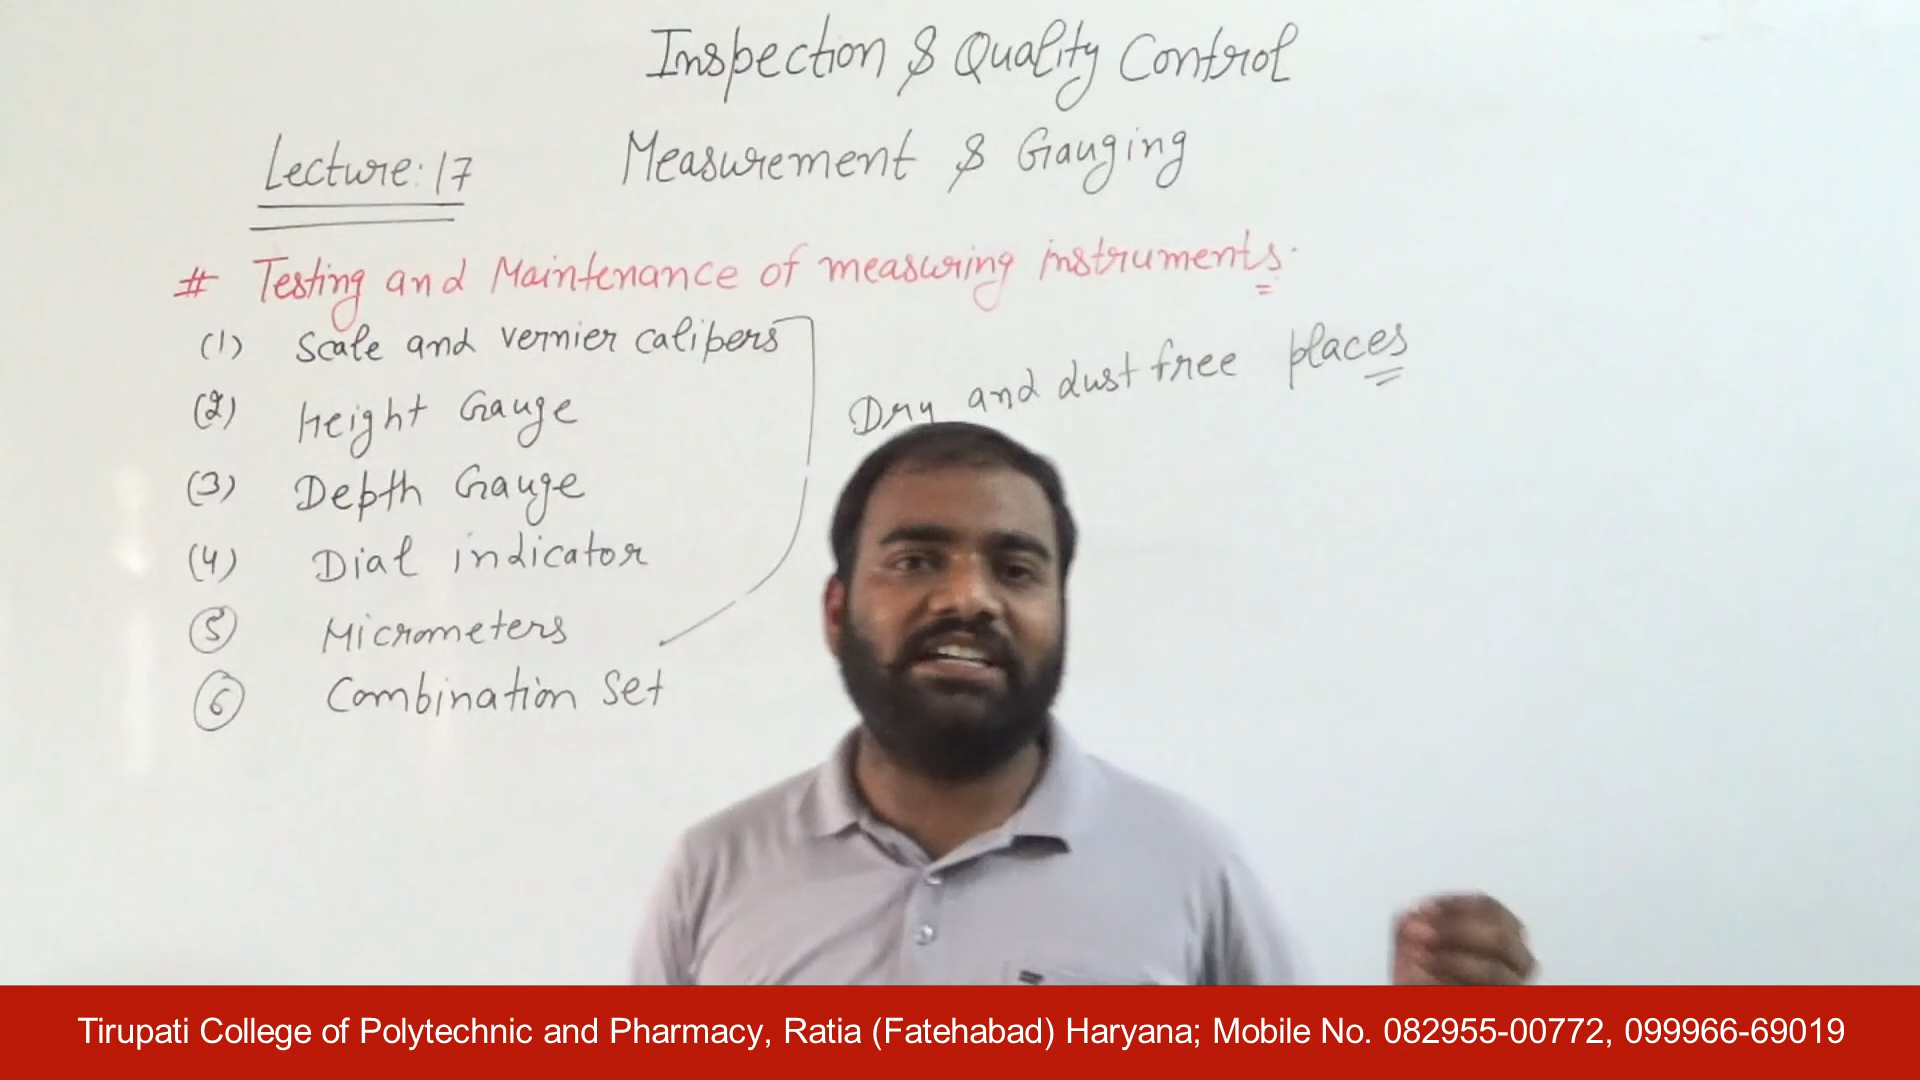 Inspection & Quality Control
Lecture: 17
Measurement & Gauging
# Testing and Maintenance of measuring instruments.
(1) Scale and vernier calipers
Dry and dust free places
(2) Height Gauge
(3) Depth Gauge
(4) Dial indicator
5 Micrometers
6 Combination Set
Tirupati College of Polytechnic and Pharmacy, Ratia (Fatehabad) Haryana; Mobile No. 082955-00772, 099966-69019